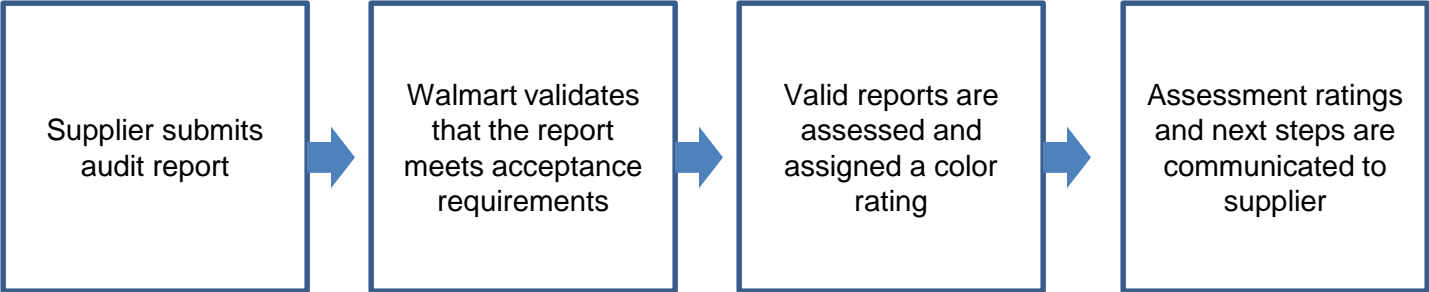 Supplier submits
audit report
Walmart validates
that the report
meets acceptance
requirements
Valid reports are
assessed and
assigned a color
rating
Assessment ratings
and next steps are
communicated to
supplier